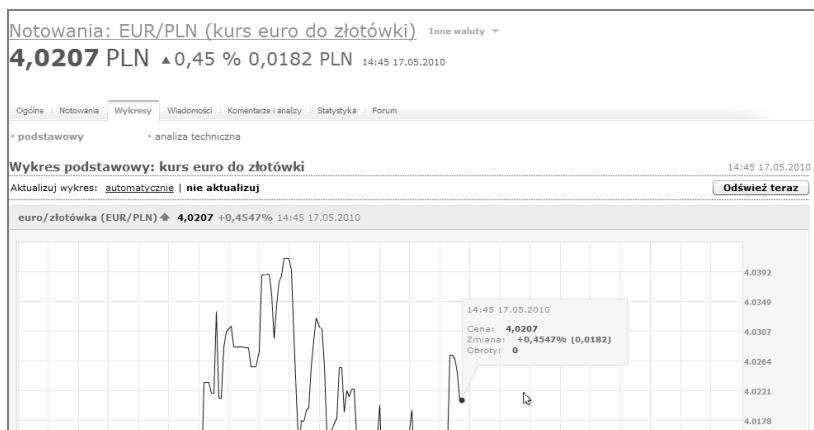 Notowania: EUR/PLN (kurs euro do złotówki) Inne waluty
4,0207 PLN ▲0,45 % 0,0182 PLN 14:45 17.05.2010
Ogólne Notowania Wykresy Wiadomości Komentarze i analizy Statystyka Forum
podstawowy analiza techniczna
Wykres podstawowy: kurs euro do złotówki 14:45 17.05.2010
Aktualizuj wykres: automatycznie | nie aktualizuj Odśwież teraz
euro/złotówka (EUR/PLN) 4,0207 +0,4547% 14:45 17.05.2010
4.0392
4.0349
14:45 17.05.2010
Cena: 4,0207
Zmiana: +0,4547% (0,0182)
Obroty: 0
4.0307
4.0264
4.0221
4.0178